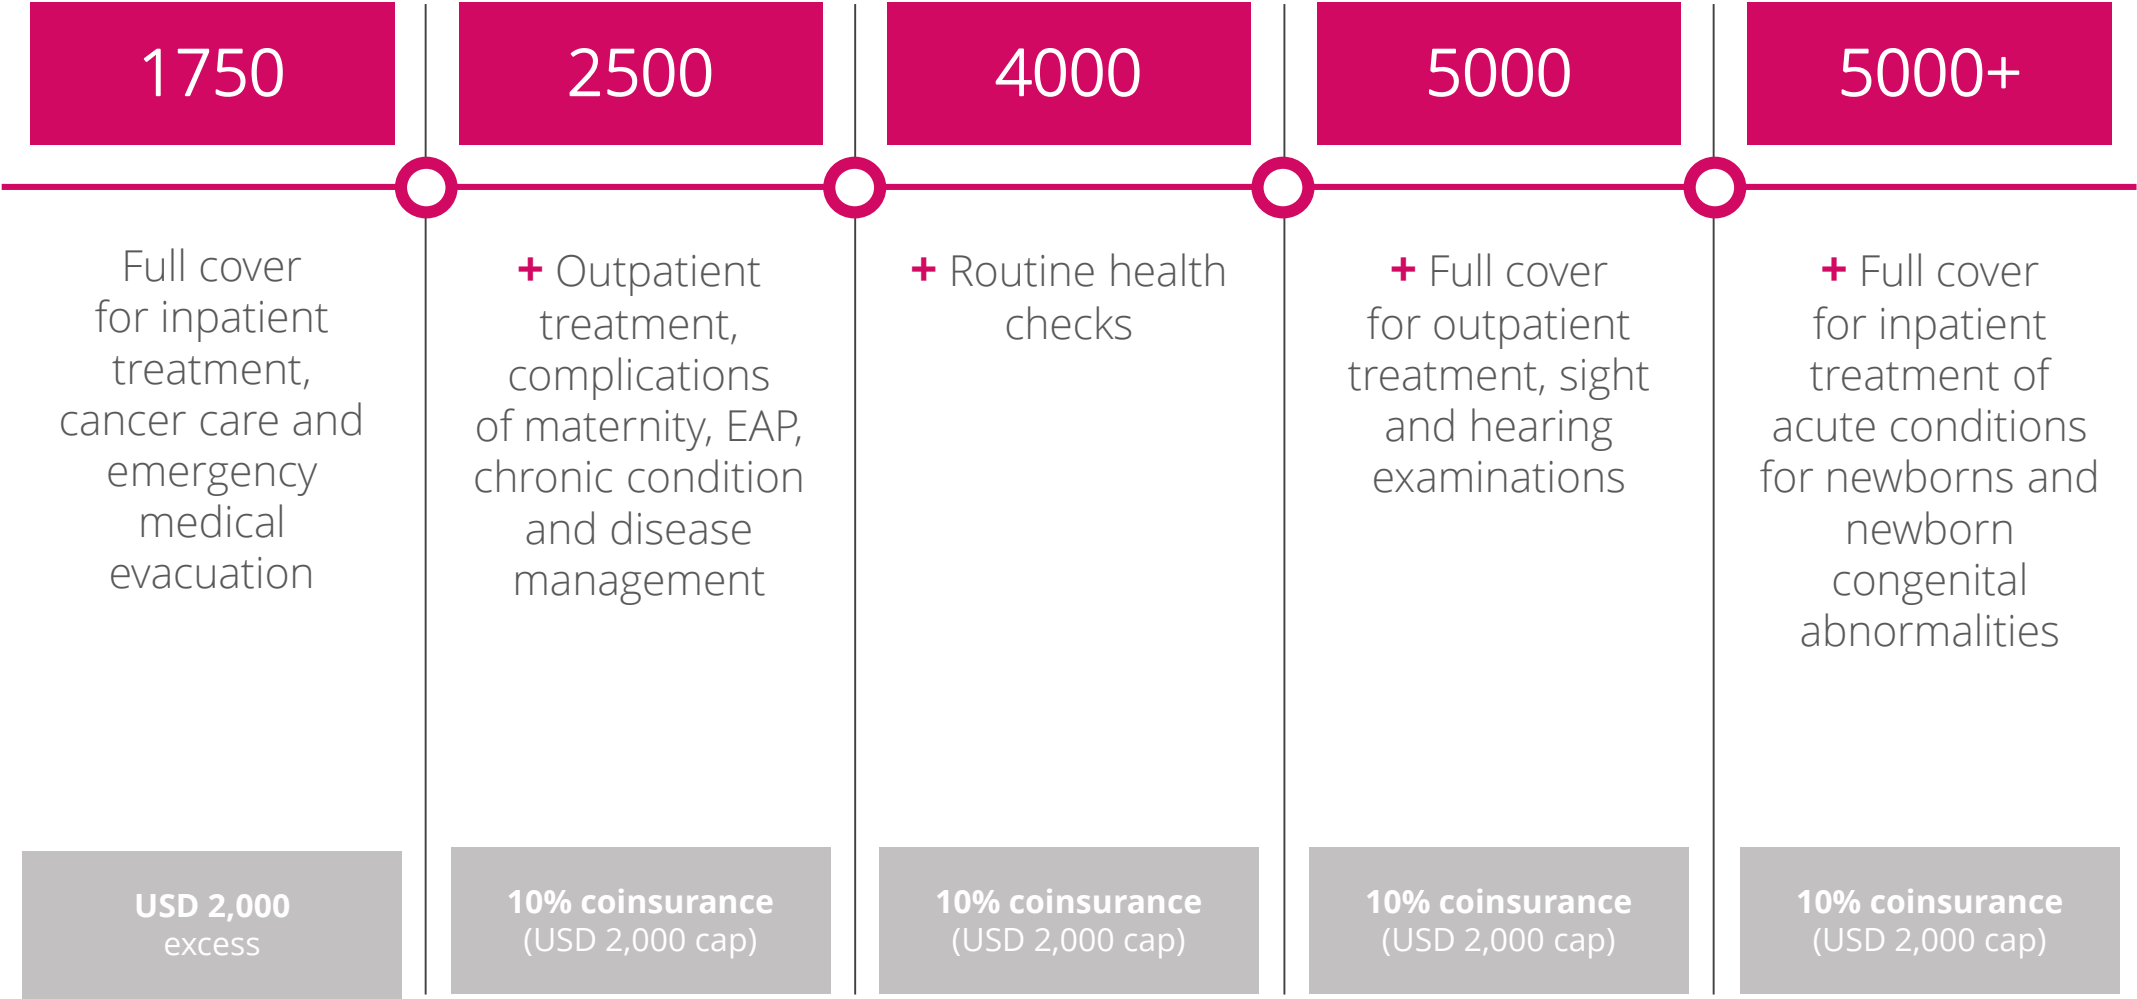 1750
Full cover
for inpatient
treatment,
cancer care and
emergency
medical
evacuation
USD 2,000
excess
2500
+ Outpatient
treatment,
complications
of maternity, EAP,
chronic condition
and disease
management
10% coinsurance
(USD 2,000 cap)
4000
+ Routine health
checks
10% coinsurance
(USD 2,000 cap)
5000
+ Full cover
for outpatient
treatment, sight
and hearing
examinations
10% coinsurance
(USD 2,000 cap)
5000+
+ Full cover
for inpatient
treatment of
acute conditions
for newborns and
newborn
congenital
abnormalities
10% coinsurance
(USD 2,000 cap)